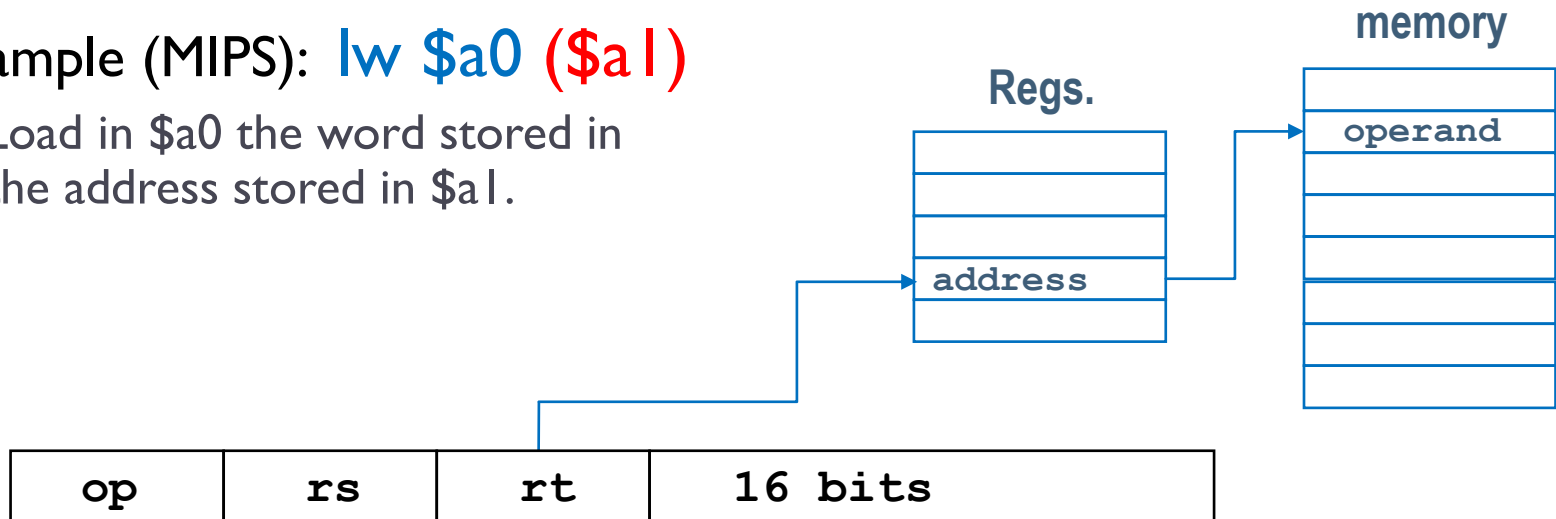 ample (MIPS): lw $a0 ($a1)
Load in $a0 the word stored in
the address stored in $a1.
Regs.
memory
operand
address
op rs rt 16 bits